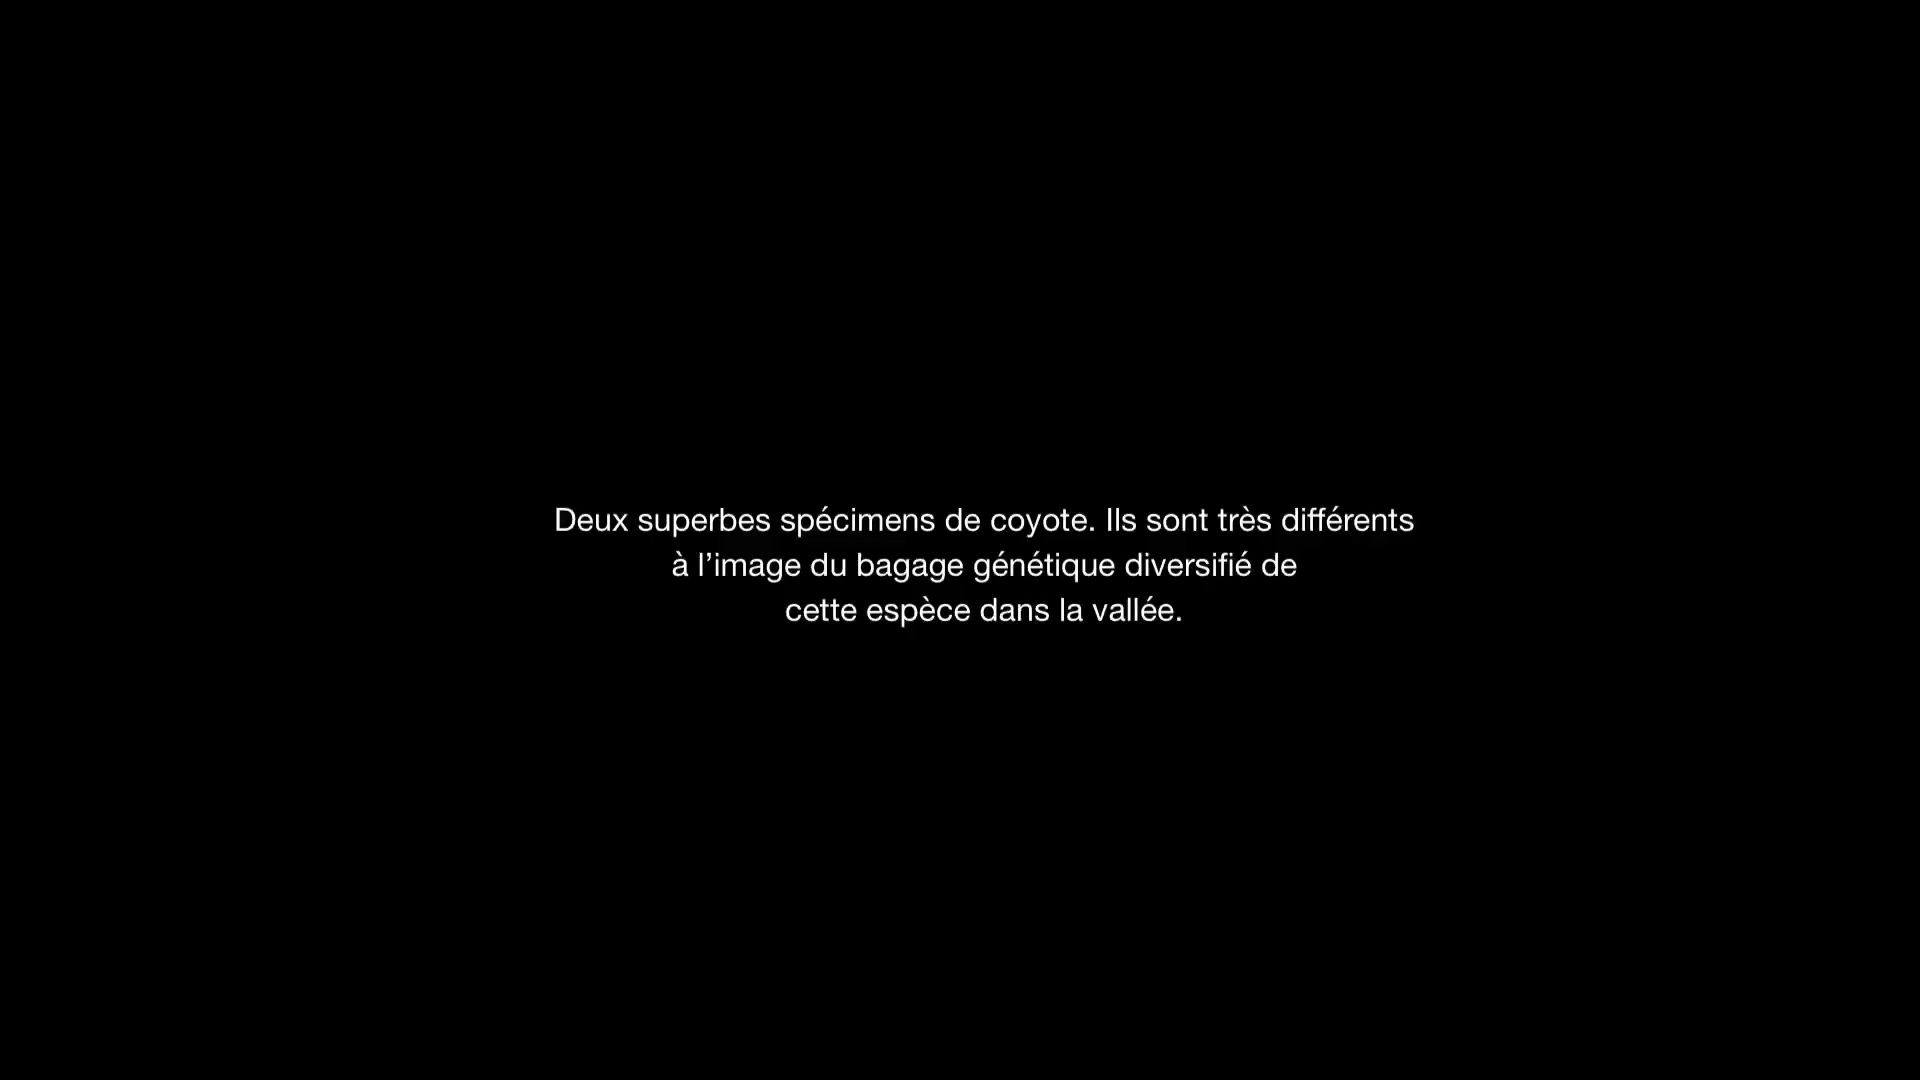 Deux superbes spécimens de coyote. Ils sont très différents
à l’image du bagage génétique diversifié de
cette espèce dans la vallée.